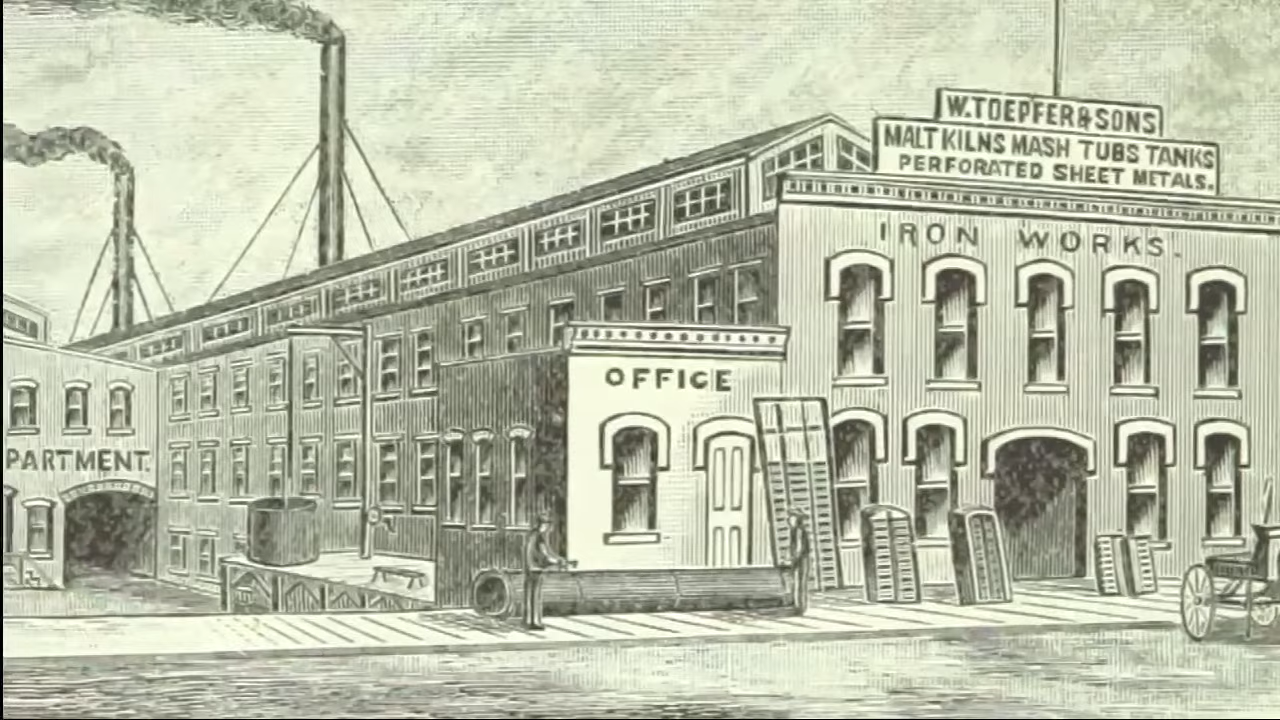 W. TOEPFER & SONS
MALT KILNS MASH TUBS TANKS
PERFORATED SHEET METALS.
IRON WORKS.
OFFICE
PARTMENT.